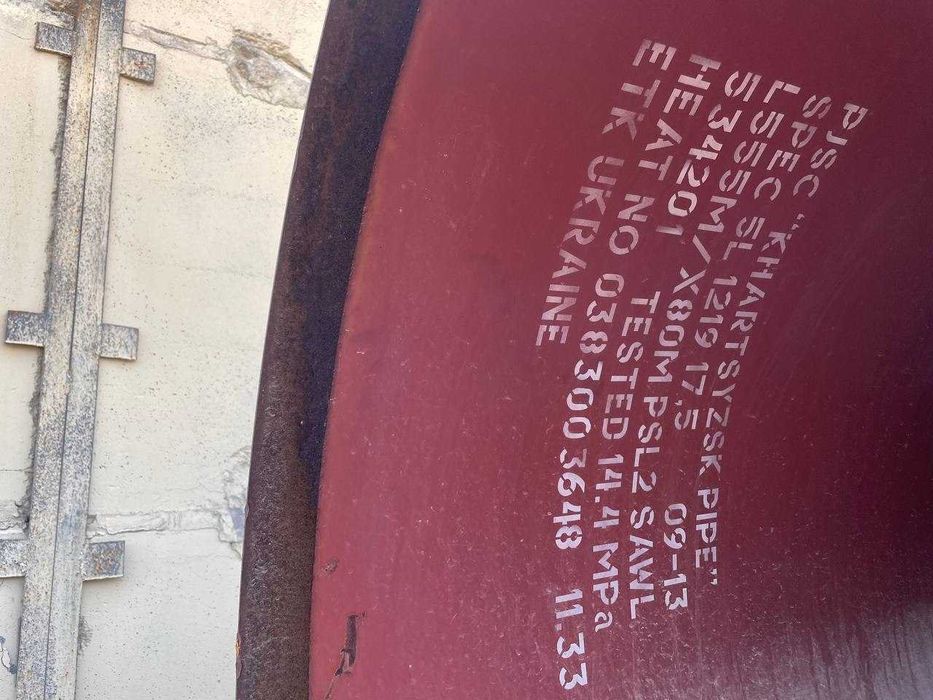 PJSC "KHARTSYZSK PIPE"
SPEC 5L 1219 17,5 09-13
L555M/X80M PSL2 SAWL
534201 TESTED 14.4 MPa
HEAT NO 038300 3648 11.33
ETK UKRAINE